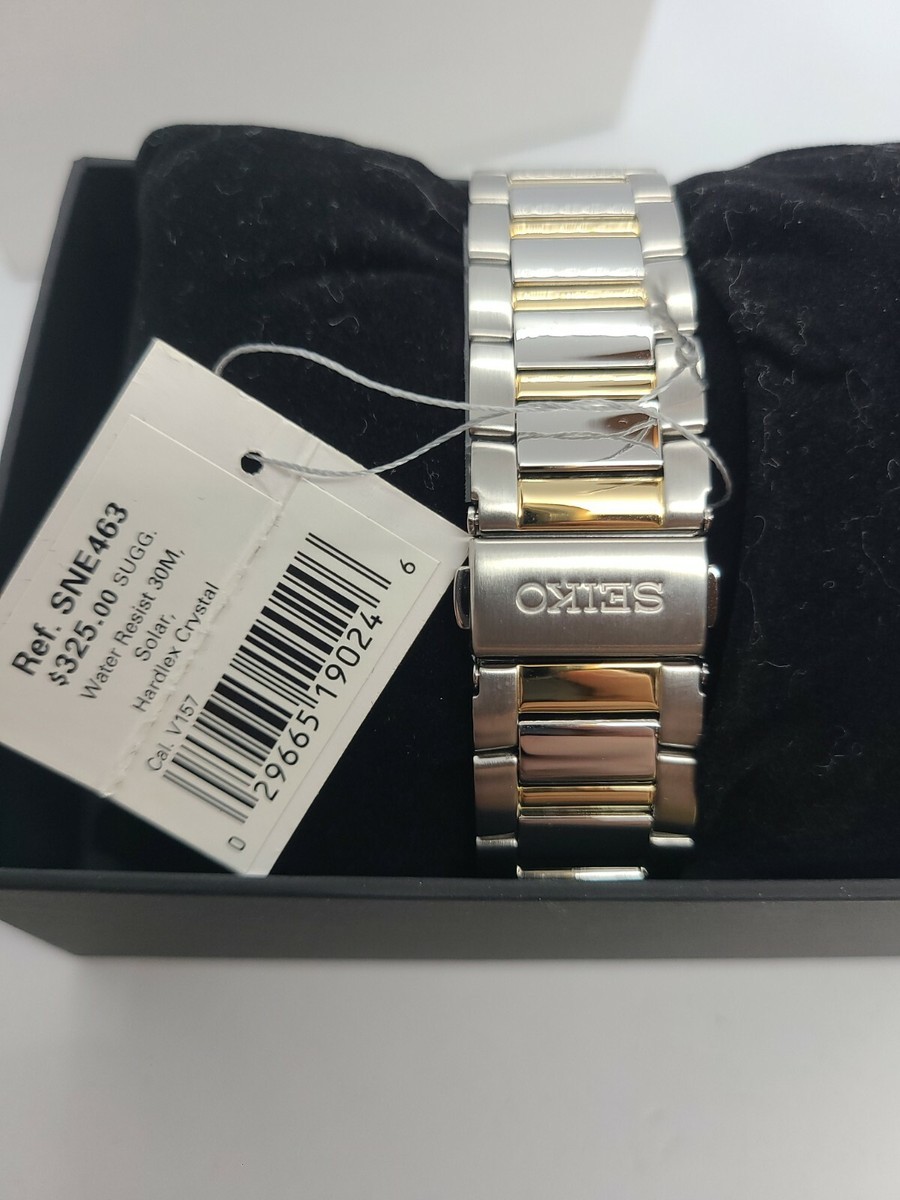 Ref. SNE463
$325.00 SUGG.
Water Resist 30M,
Solar,
Hardlex Crystal
Cal. V157
0 29665 19024 6
SEIKO